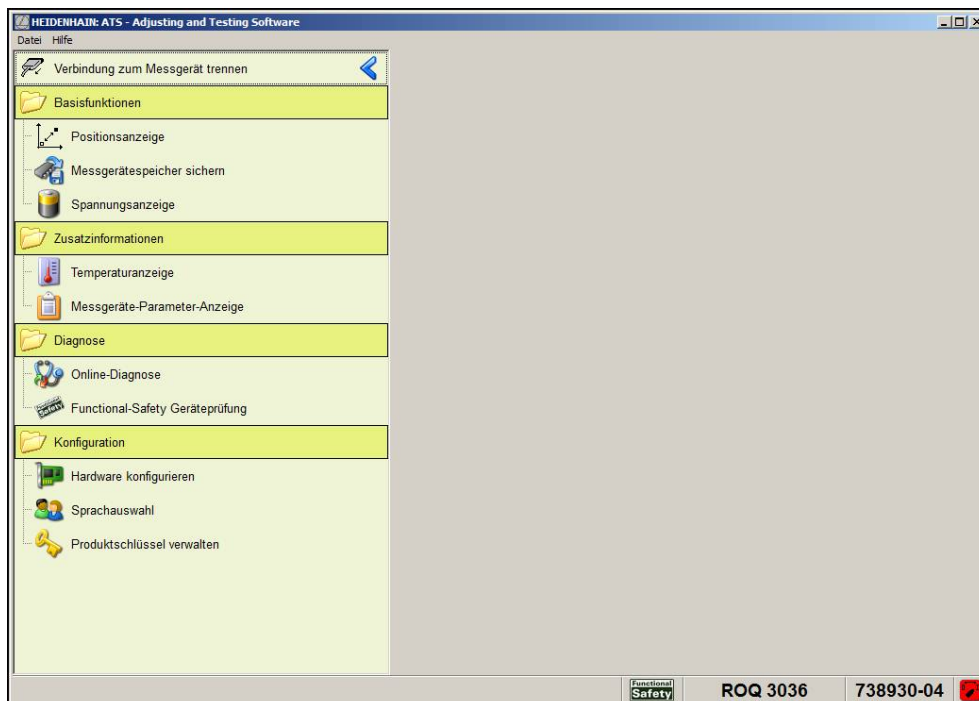 HEIDENHAIN: ATS - Adjusting and Testing Software
Datei Hilfe
Verbindung zum Messgerät trennen
Basisfunktionen
Positionsanzeige
Messgerätespeicher sichern
Spannungsanzeige
Zusatzinformationen
Temperaturanzeige
Messgeräte-Parameter-Anzeige
Diagnose
Online-Diagnose
Safety
Functional-Safety Geräteprüfung
Konfiguration
Hardware konfigurieren
Sprachauswahl
Produktschlüssel verwalten
Functional
Safety
ROQ 3036
738930-04